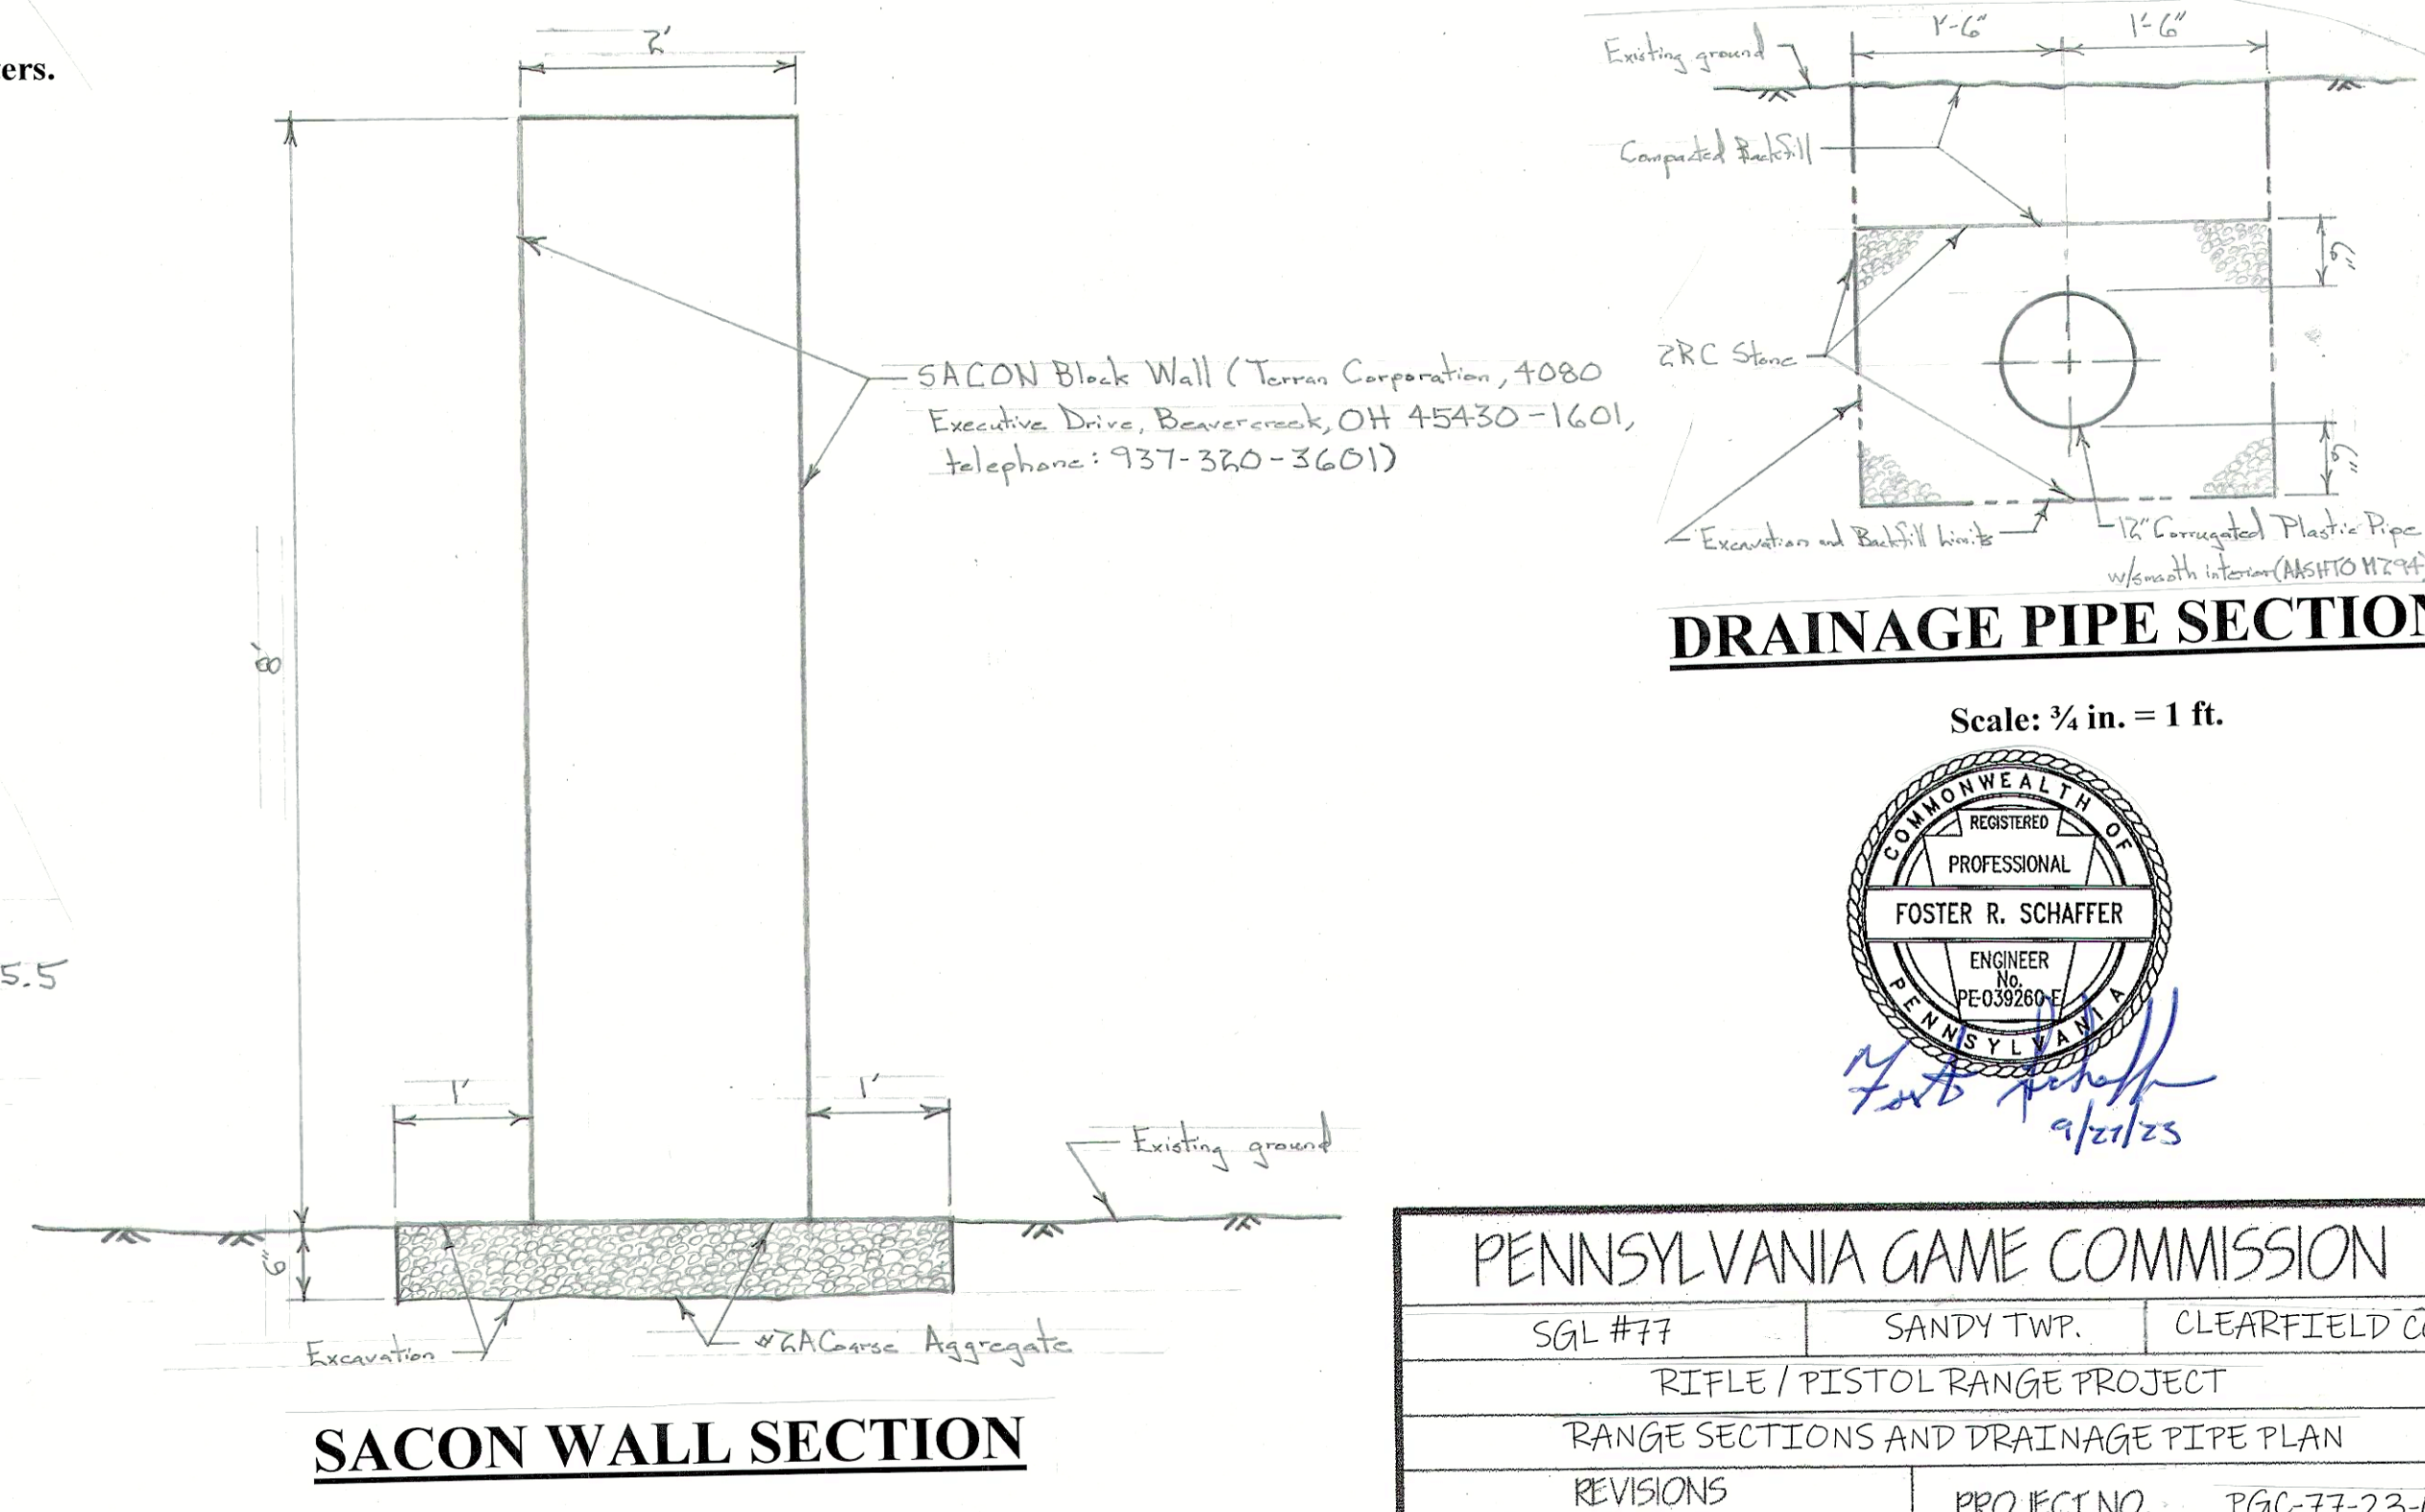 ers.
2'
8'
SACON Block Wall (Terran Corporation, 4080
Executive Drive, Beavercreek, OH 45430-1601,
telephone: 937-320-3601)
5.5
1'
1'
Existing ground
6"
Excavation
#2A Coarse Aggregate
SACON WALL SECTION
1'-6"
1'-6"
Existing ground
Compacted Backfill
6"
2RC Stone
6"
Excavation and Backfill Limits
12" Corrugated Plastic Pipe
w/smooth interior (AASHTO M294)
DRAINAGE PIPE SECTION
Scale: ¾ in. = 1 ft.
COMMONWEALTH OF
REGISTERED
PROFESSIONAL
FOSTER R. SCHAFFER
ENGINEER
No.
PE-039260-E
PENNSYLVANIA
9/27/23
PENNSYLVANIA GAME COMMISSION
SGL #77 SANDY TWP. CLEARFIELD CO
RIFLE / PISTOL RANGE PROJECT
RANGE SECTIONS AND DRAINAGE PIPE PLAN
REVISIONS
PROJECT NO. PGC-77-23-